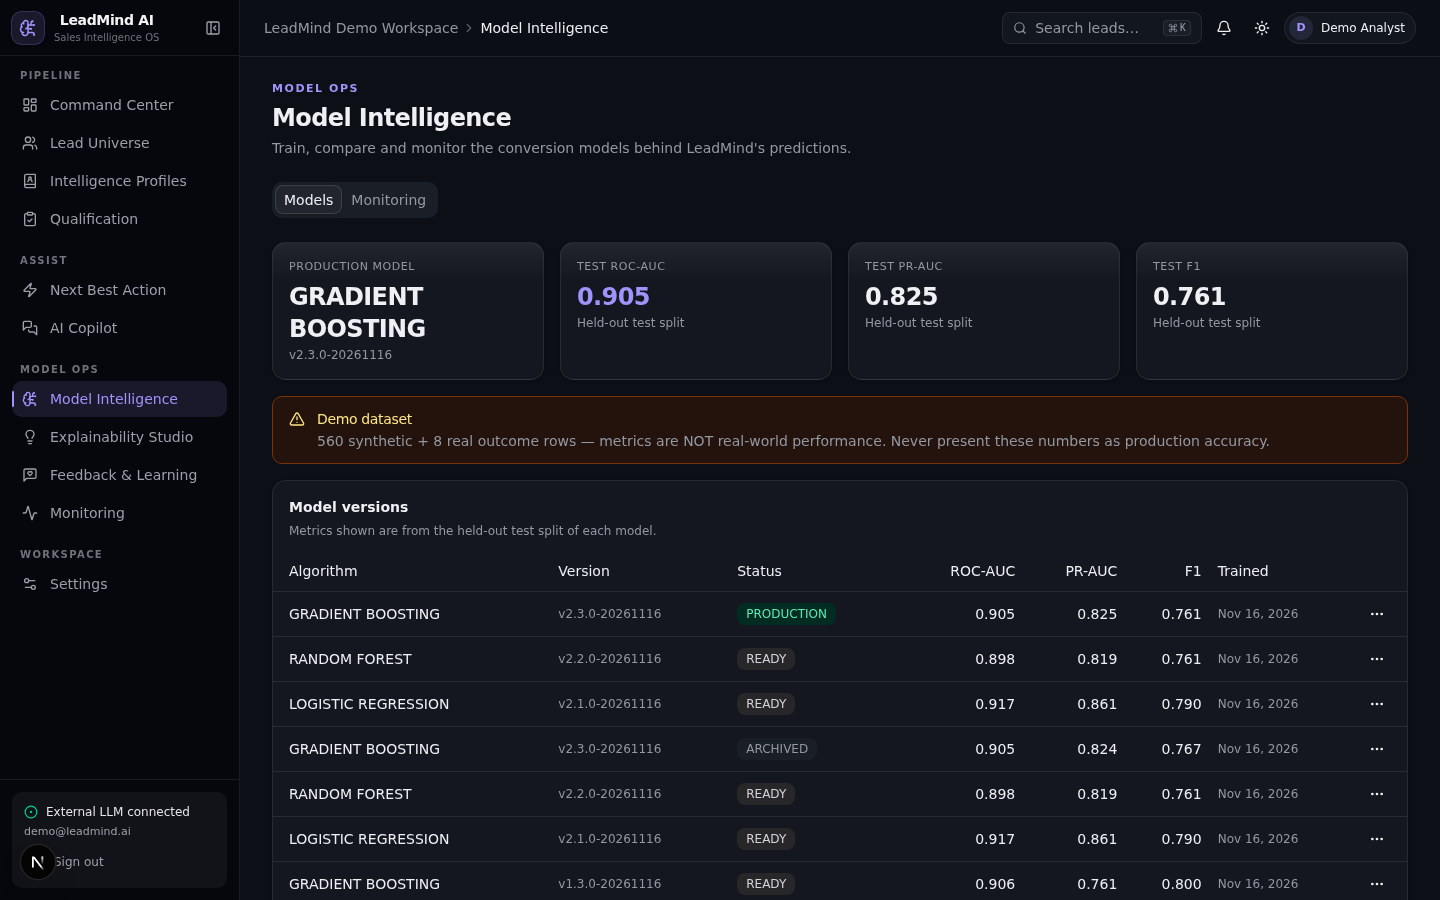 LeadMind AI
Sales Intelligence OS
PIPELINE
Command Center
Lead Universe
Intelligence Profiles
Qualification
ASSIST
Next Best Action
AI Copilot
MODEL OPS
Model Intelligence
Explainability Studio
Feedback & Learning
Monitoring
WORKSPACE
Settings
External LLM connected
demo@leadmind.ai
Sign out
LeadMind Demo Workspace > Model Intelligence
Search leads... ⌘K
D Demo Analyst
MODEL OPS
Model Intelligence
Train, compare and monitor the conversion models behind LeadMind's predictions.
Models Monitoring
PRODUCTION MODEL
GRADIENT
BOOSTING
v2.3.0-20261116
TEST ROC-AUC
0.905
Held-out test split
TEST PR-AUC
0.825
Held-out test split
TEST F1
0.761
Held-out test split
Demo dataset
560 synthetic + 8 real outcome rows — metrics are NOT real-world performance. Never present these numbers as production accuracy.
Model versions
Metrics shown are from the held-out test split of each model.
Algorithm Version Status ROC-AUC PR-AUC F1 Trained
GRADIENT BOOSTING v2.3.0-20261116 PRODUCTION 0.905 0.825 0.761 Nov 16, 2026
RANDOM FOREST v2.2.0-20261116 READY 0.898 0.819 0.761 Nov 16, 2026
LOGISTIC REGRESSION v2.1.0-20261116 READY 0.917 0.861 0.790 Nov 16, 2026
GRADIENT BOOSTING v2.3.0-20261116 ARCHIVED 0.905 0.824 0.767 Nov 16, 2026
RANDOM FOREST v2.2.0-20261116 READY 0.898 0.819 0.761 Nov 16, 2026
LOGISTIC REGRESSION v2.1.0-20261116 READY 0.917 0.861 0.790 Nov 16, 2026
GRADIENT BOOSTING v1.3.0-20261116 READY 0.906 0.761 0.800 Nov 16, 2026